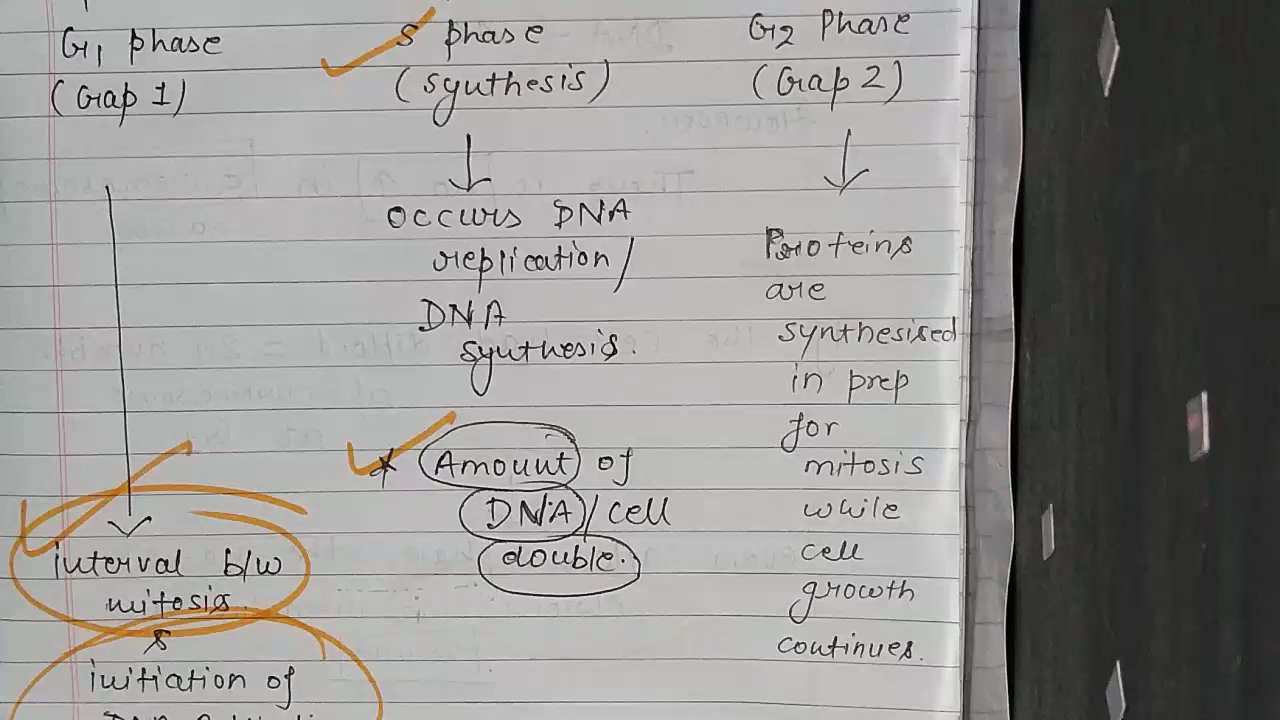 G1 phase
(Gap 1)
interval b/w
mitosis.
&
initiation of
DNA
S phase
(synthesis)
Occurs DNA
replication/
DNA
synthesis.
* Amount of
DNA/cell
double.
G2 Phase
(Gap 2)
Proteins
are
synthesised
in prep
for
mitosis
while
cell
growth
continues.